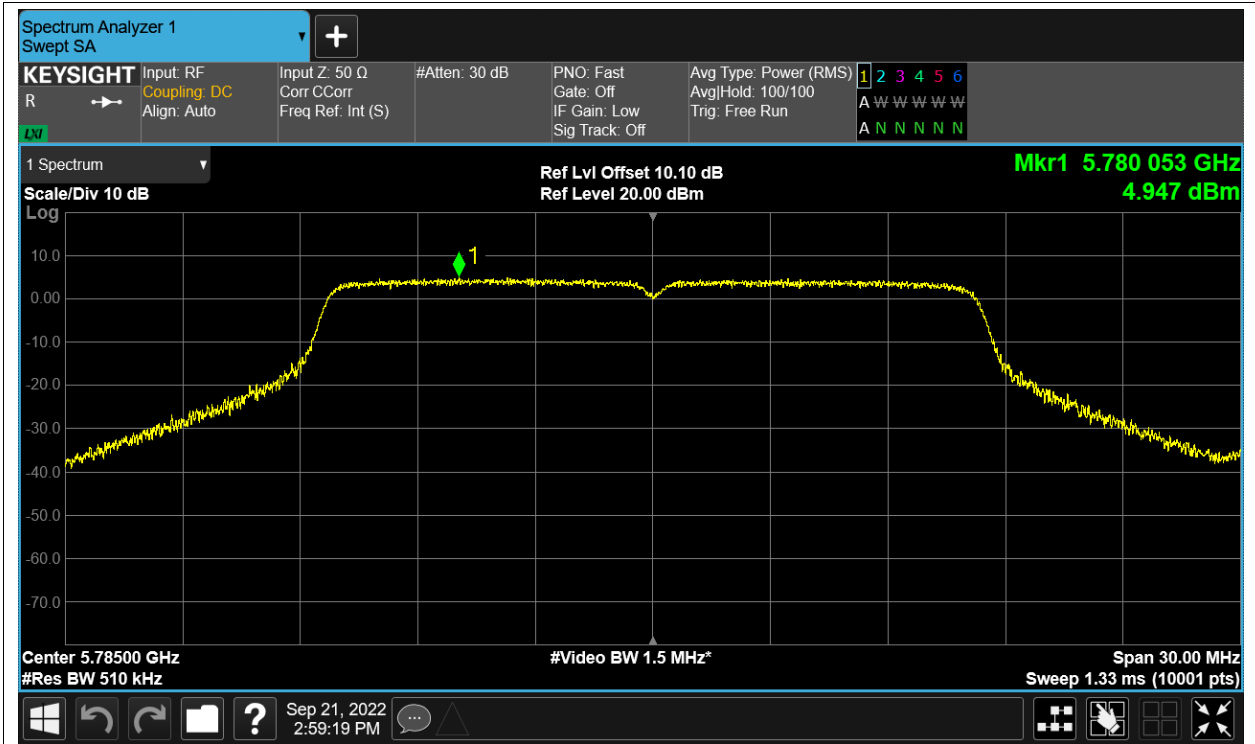 Spectrum Analyzer 1
Swept SA
+
KEYSIGHT
R
LXI
Input: RF
Coupling: DC
Align: Auto
Input Z: 50 Ω
Corr CCorr
Freq Ref: Int (S)
#Atten: 30 dB
PNO: Fast
Gate: Off
IF Gain: Low
Sig Track: Off
Avg Type: Power (RMS)
Avg|Hold: 100/100
Trig: Free Run
1 2 3 4 5 6
A W W W W W
A N N N N N
1 Spectrum
Scale/Div 10 dB
Log
Ref Lvl Offset 10.10 dB
Ref Level 20.00 dBm
Mkr1 5.780 053 GHz
4.947 dBm
10.0
0.00
-10.0
-20.0
-30.0
-40.0
-50.0
-60.0
-70.0
1
Center 5.78500 GHz
#Video BW 1.5 MHz*
Span 30.00 MHz
#Res BW 510 kHz
Sweep 1.33 ms (10001 pts)
?
Sep 21, 2022
2:59:19 PM